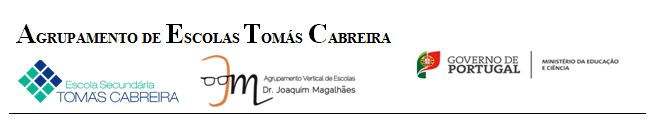 AGRUPAMENTO DE ESCOLAS TOMÁS CABREIRA
Escola Secundária
TOMÁS CABREIRA
JM
Agrupamento Vertical de Escolas
Dr. Joaquim Magalhães
GOVERNO DE
PORTUGAL
MINISTÉRIO DA EDUCAÇÃO
E CIÊNCIA